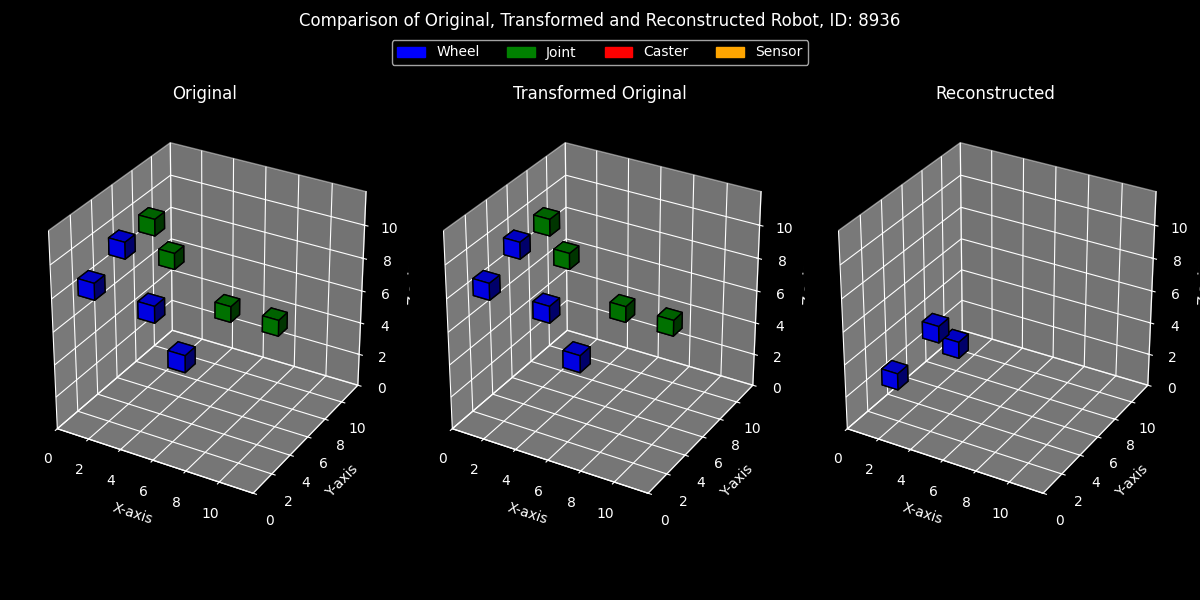 Comparison of Original, Transformed and Reconstructed Robot, ID: 8936
Wheel Joint Caster Sensor
Original Transformed Original Reconstructed
10 10 10
8 8 8
6 6 6
4 4 4
2 2 2
0 0 0
10 10 10
8 8 8
6 6 6
4 4 4
2 2 2
0 0 0
0 2 4 6 8 10 0 2 4 6 8 10 0 2 4 6 8 10
X-axis Y-axis X-axis Y-axis X-axis Y-axis